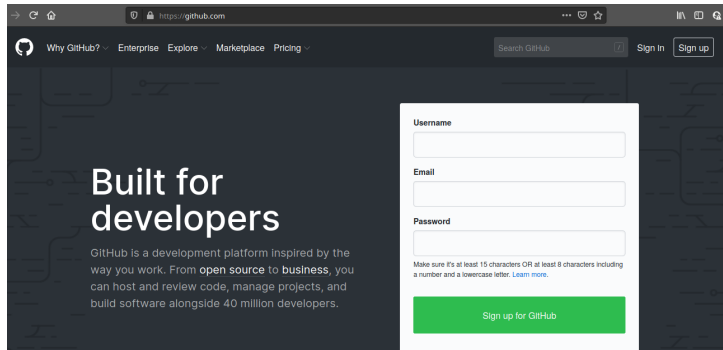 https://github.com
Why GitHub? Enterprise Explore Marketplace Pricing Search GitHub / Sign in Sign up
Username
Email
Built for
developers
Password
GitHub is a development platform inspired by the
way you work. From open source to business, you
can host and review code, manage projects, and
build software alongside 40 million developers.
Make sure it's at least 15 characters OR at least 8 characters including
a number and a lowercase letter. Learn more.
Sign up for GitHub